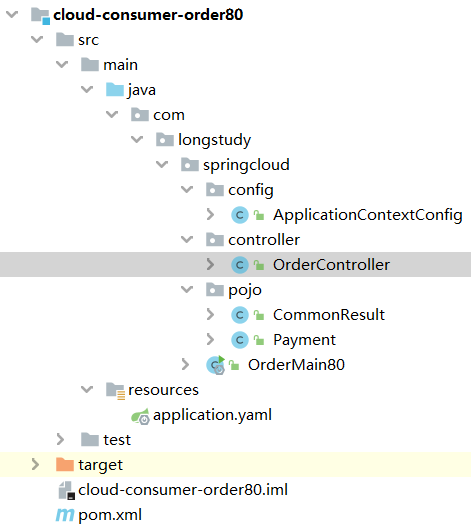 cloud-consumer-order80
src
main
java
com
longstudy
springcloud
config
ApplicationContextConfig
controller
OrderController
pojo
CommonResult
Payment
OrderMain80
resources
application.yaml
test
target
cloud-consumer-order80.iml
pom.xml